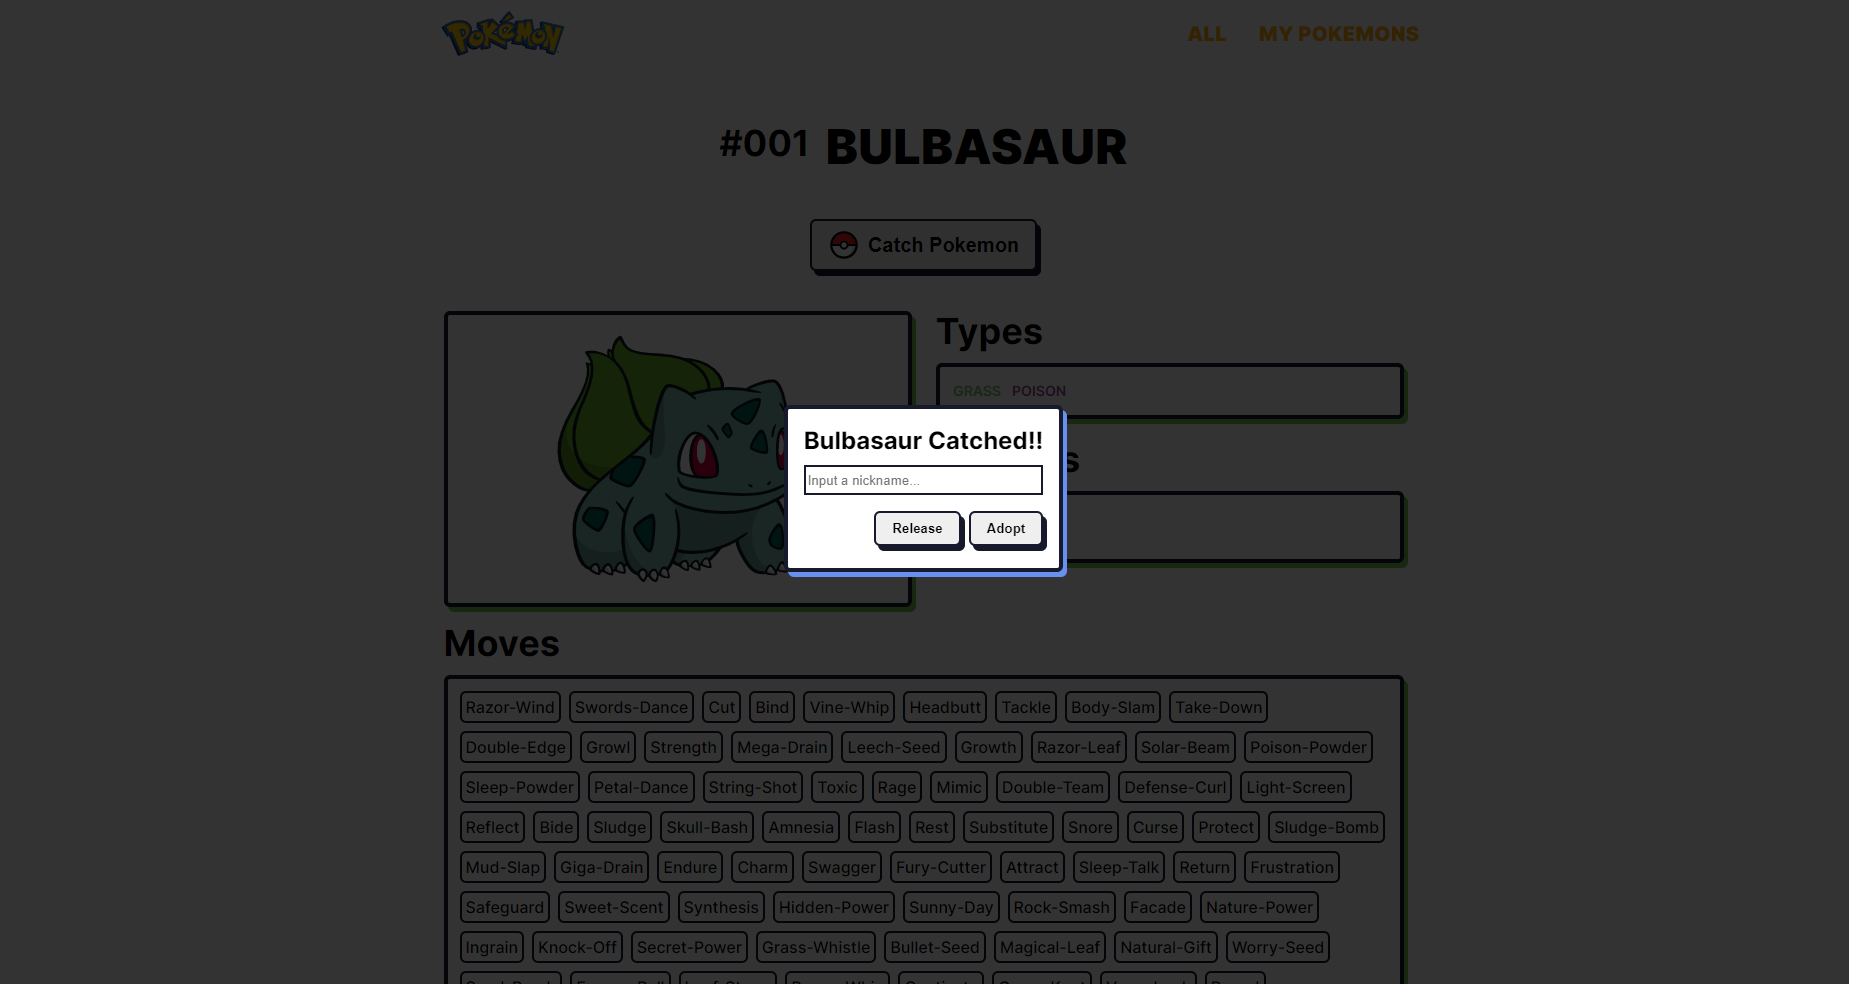 Pokémon
ALL MY POKEMONS
#001 BULBASAUR
Catch Pokemon
Types
GRASS POISON
Bulbasaur Catched!!
Input a nickname...
Release Adopt
s
Moves
Razor-Wind Swords-Dance Cut Bind Vine-Whip Headbutt Tackle Body-Slam Take-Down
Double-Edge Growl Strength Mega-Drain Leech-Seed Growth Razor-Leaf Solar-Beam Poison-Powder
Sleep-Powder Petal-Dance String-Shot Toxic Rage Mimic Double-Team Defense-Curl Light-Screen
Reflect Bide Sludge Skull-Bash Amnesia Flash Rest Substitute Snore Curse Protect Sludge-Bomb
Mud-Slap Giga-Drain Endure Charm Swagger Fury-Cutter Attract Sleep-Talk Return Frustration
Safeguard Sweet-Scent Synthesis Hidden-Power Sunny-Day Rock-Smash Facade Nature-Power
Ingrain Knock-Off Secret-Power Grass-Whistle Bullet-Seed Magical-Leaf Natural-Gift Worry-Seed